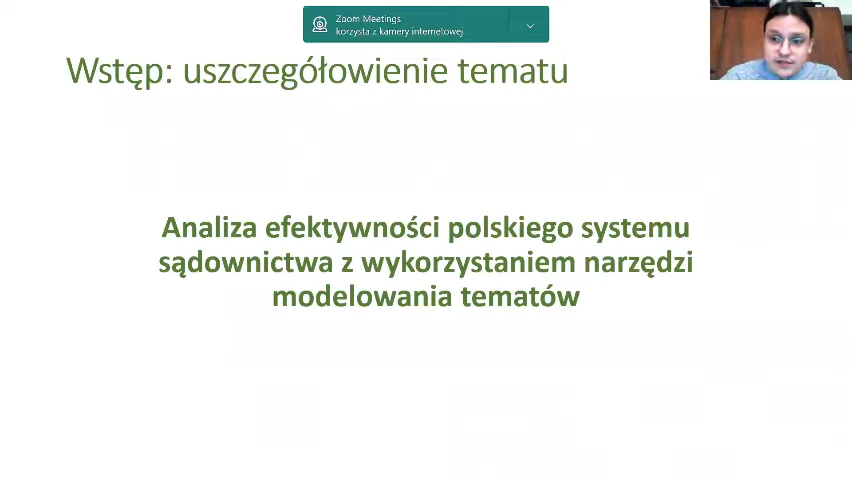 Zoom Meetings
korzysta z kamery internetowej
Wstęp: uszczegółowienie tematu
Analiza efektywności polskiego systemu
sądownictwa z wykorzystaniem narzędzi
modelowania tematów